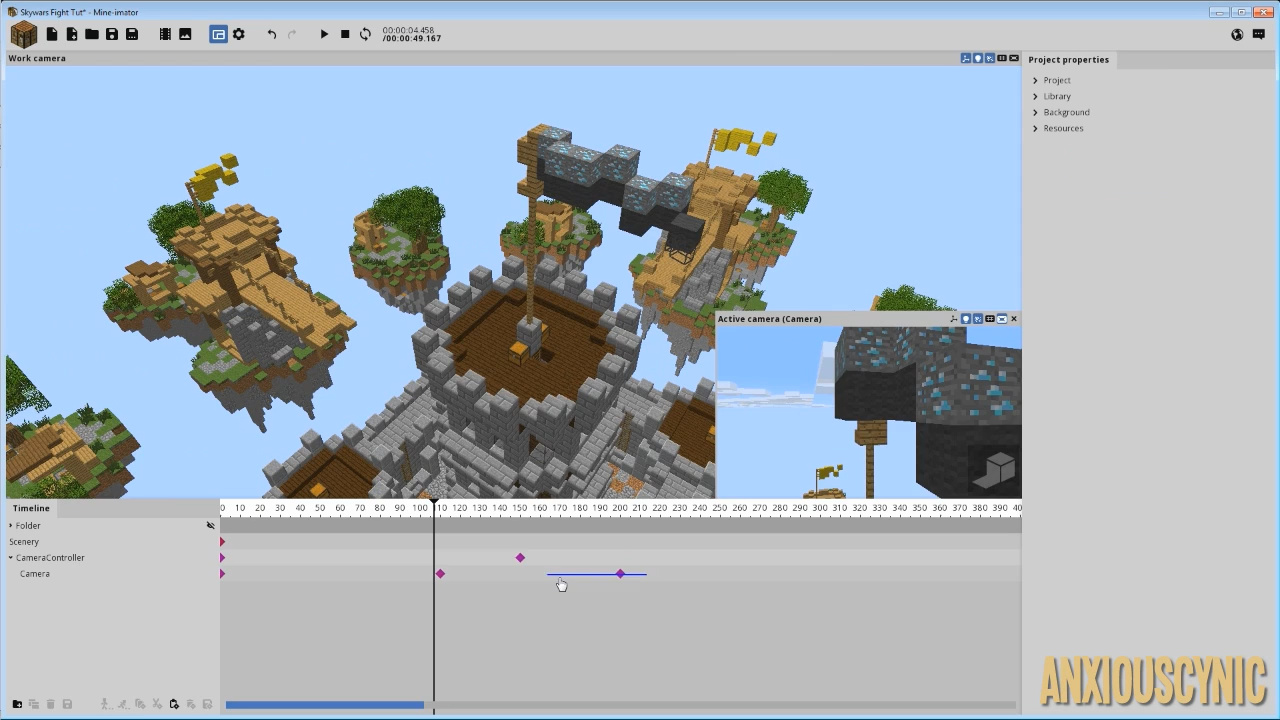 Skywars Fight Tut* - Mine-imator
00:00:04.458
/00:00:49.167
Work camera
Project properties
Project
Library
Background
Resources
Active camera (Camera)
Timeline
0 10 20 30 40 50 60 70 80 90 100 110 120 130 140 150 160 170 180 190 200 210 220 230 240 250 260 270 280 290 300 310 320 330 340 350 360 370 380 390 40
Folder
Scenery
CameraController
Camera
ANXIOUSCYNIC